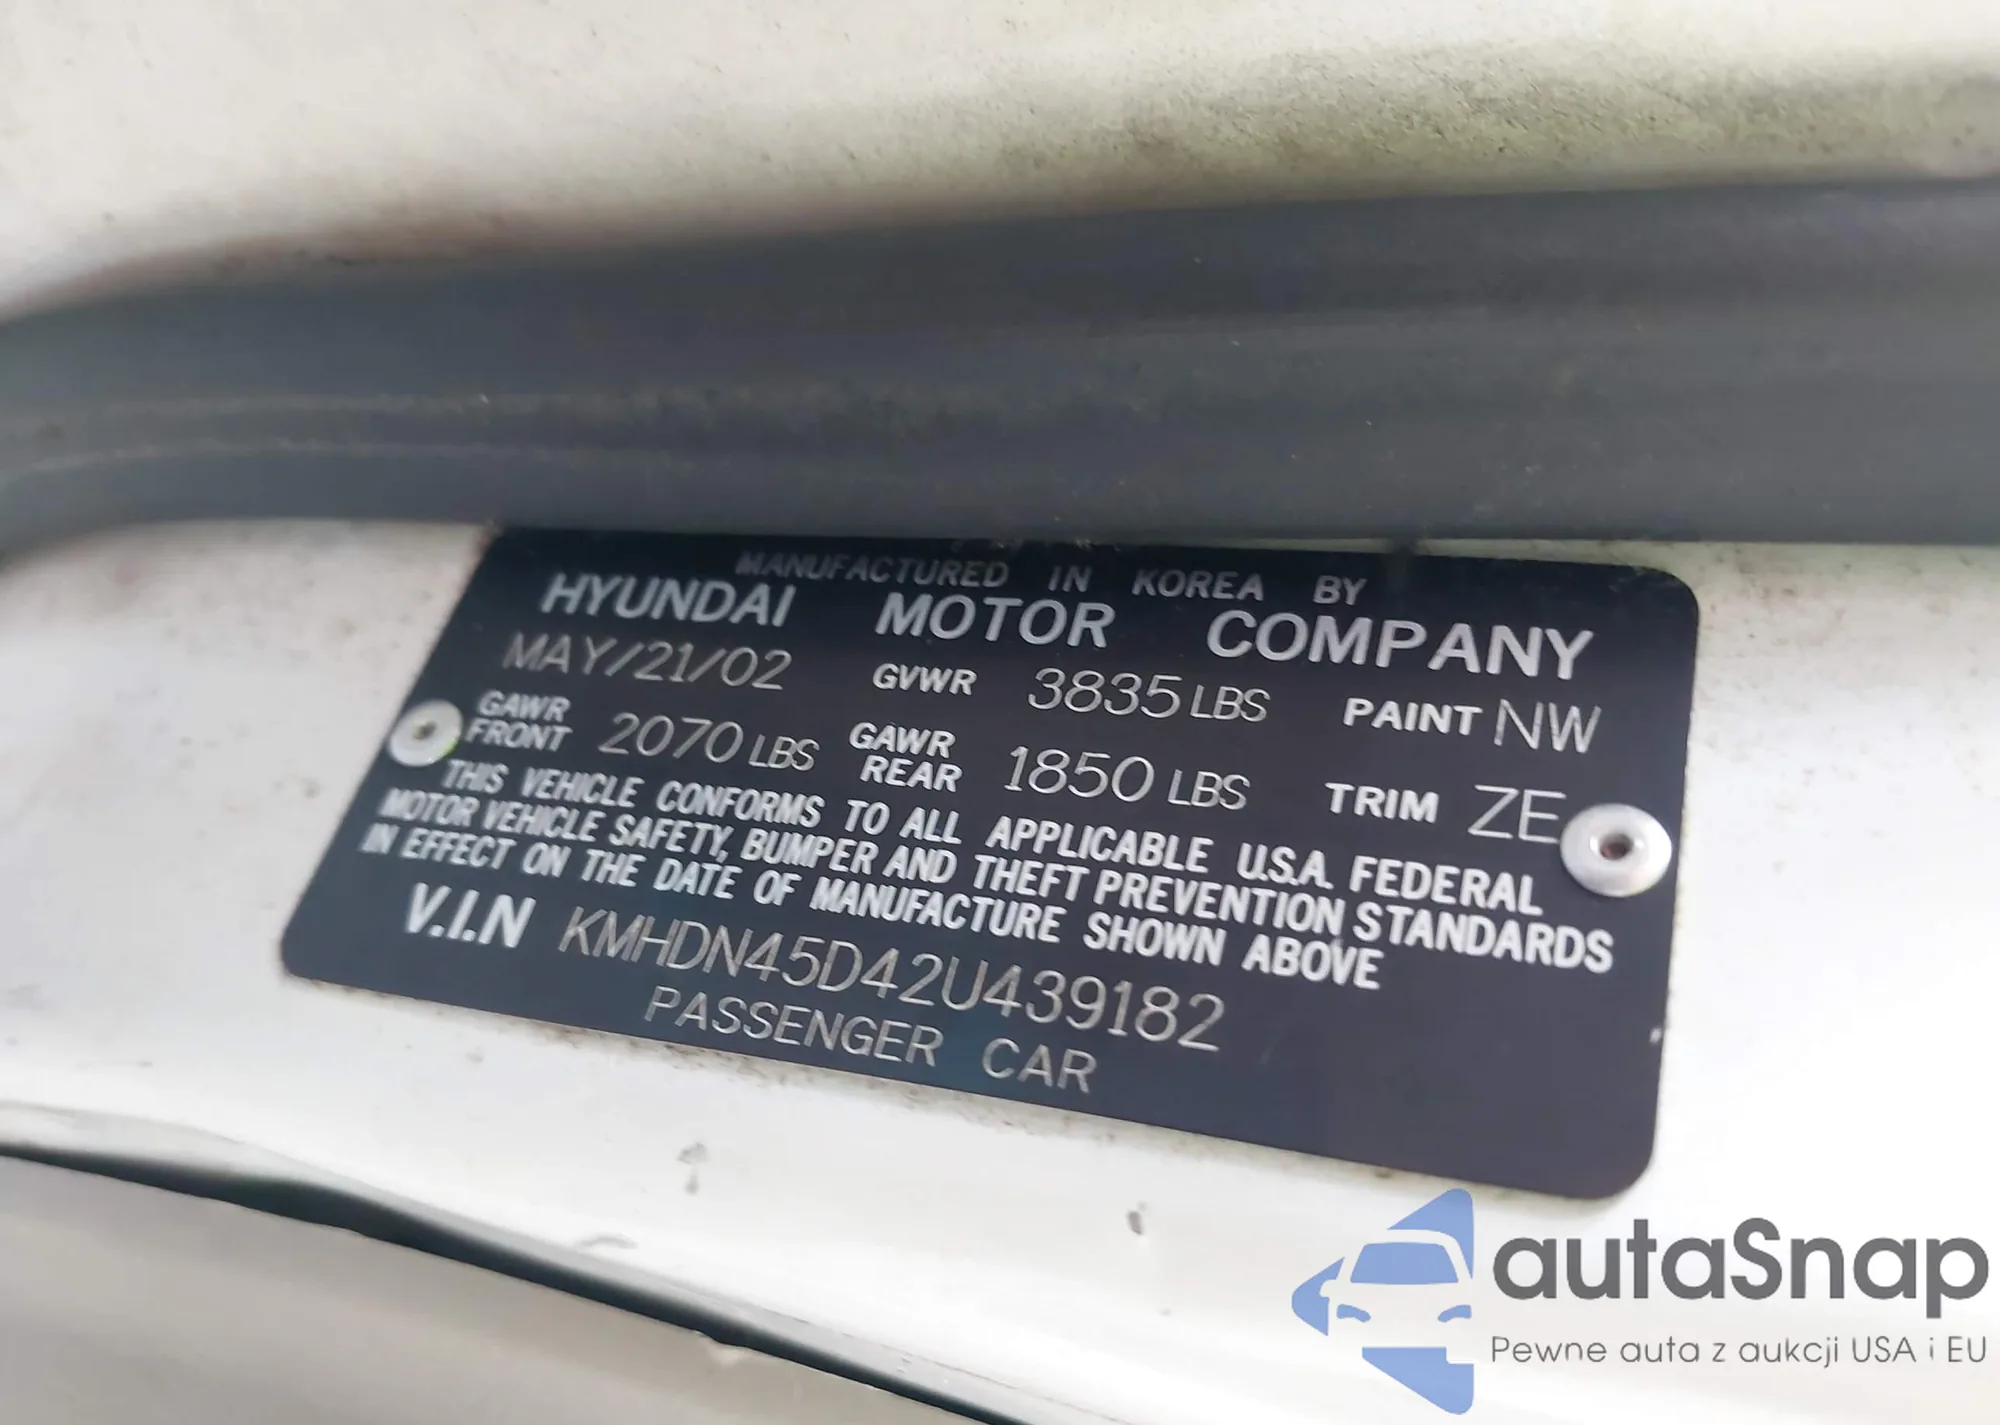 MANUFACTURED IN KOREA BY
HYUNDAI MOTOR COMPANY
MAY/21/02 GVWR 3835 LBS PAINT NW
GAWR FRONT 2070 LBS GAWR REAR 1850 LBS TRIM ZE
THIS VEHICLE CONFORMS TO ALL APPLICABLE U.S.A. FEDERAL
MOTOR VEHICLE SAFETY, BUMPER AND THEFT PREVENTION STANDARDS
IN EFFECT ON THE DATE OF MANUFACTURE SHOWN ABOVE
V.I.N KMHDN45D42U439182
PASSENGER CAR
autaSnap
Pewne auta z aukcji USA i EU